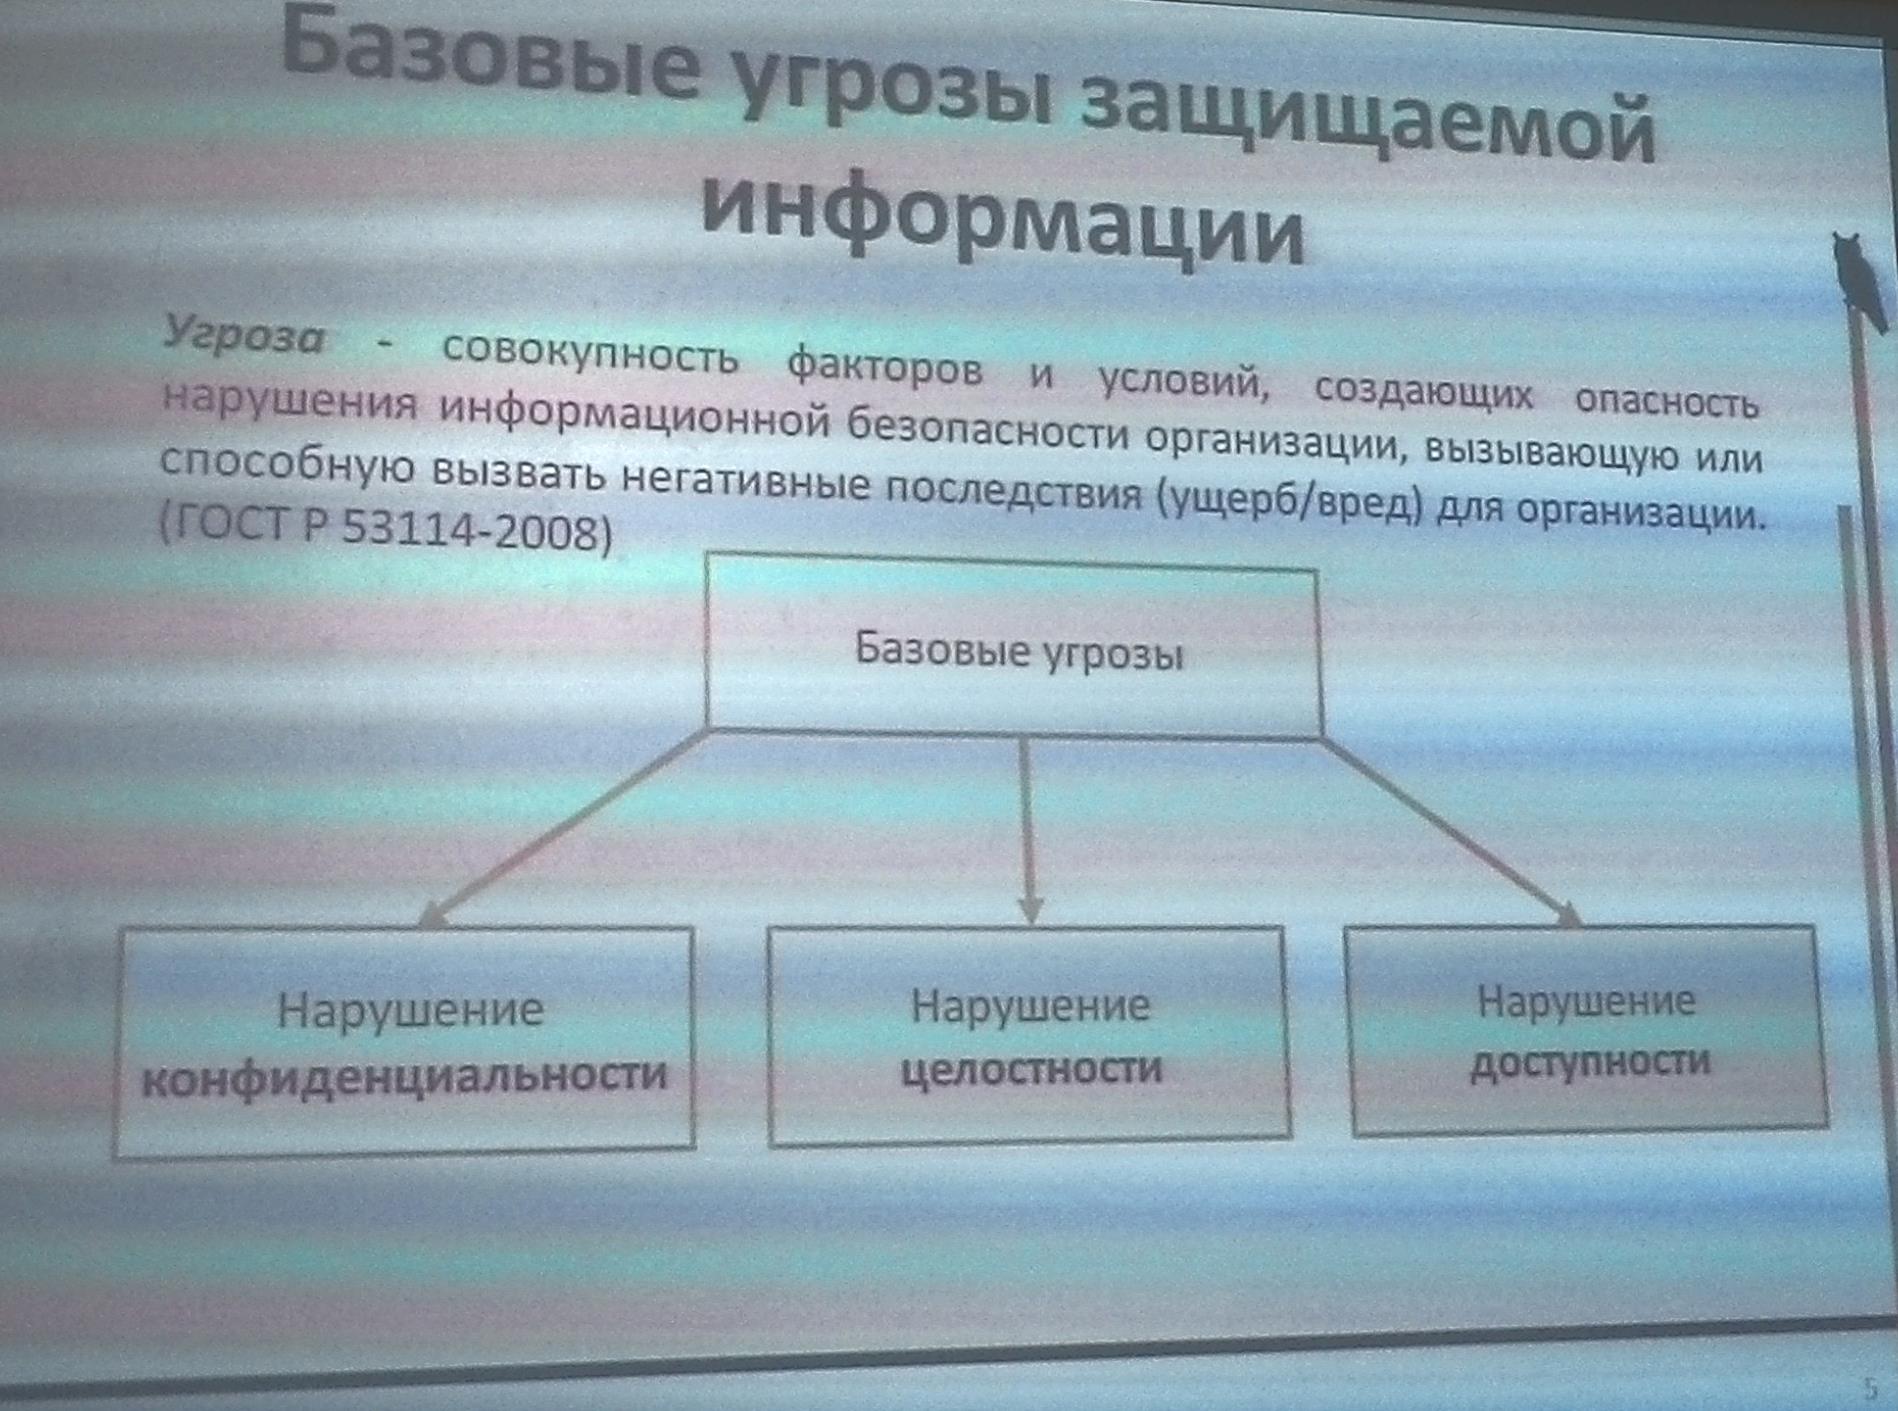 Базовые угрозы защищаемой
информации
Угроза - совокупность факторов и условий, создающих опасность
нарушения информационной безопасности организации, вызывающую или
способную вызвать негативные последствия (ущерб/вред) для организации.
(ГОСТ Р 53114-2008)
Базовые угрозы
Нарушение
конфиденциальности
Нарушение
целостности
Нарушение
доступности
5